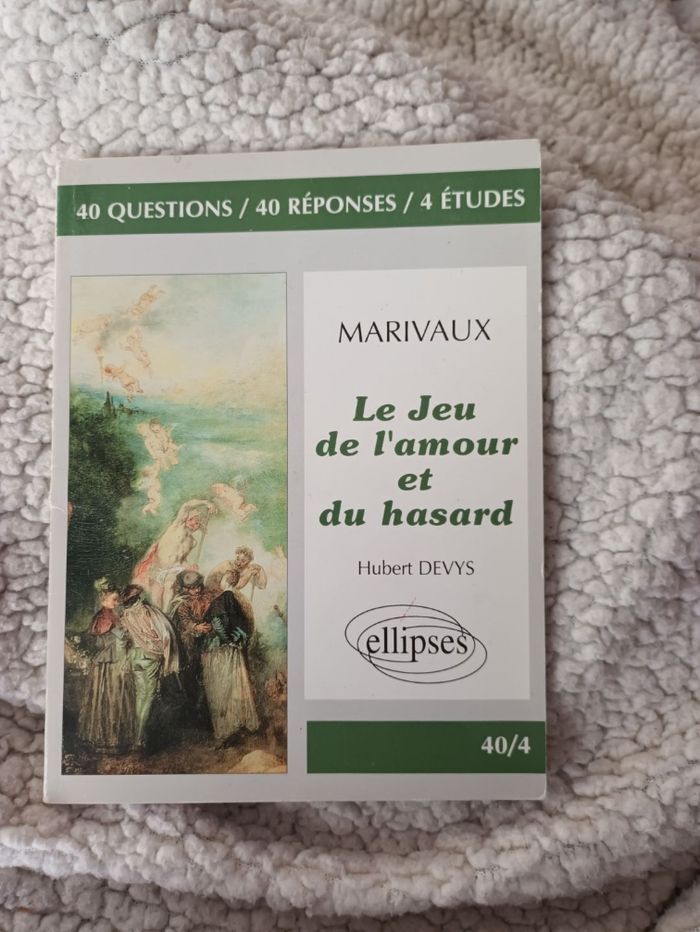 40 QUESTIONS / 40 RÉPONSES / 4 ÉTUDES
MARIVAUX
Le Jeu
de l'amour
et
du hasard
Hubert DEVYS
ellipses
40/4